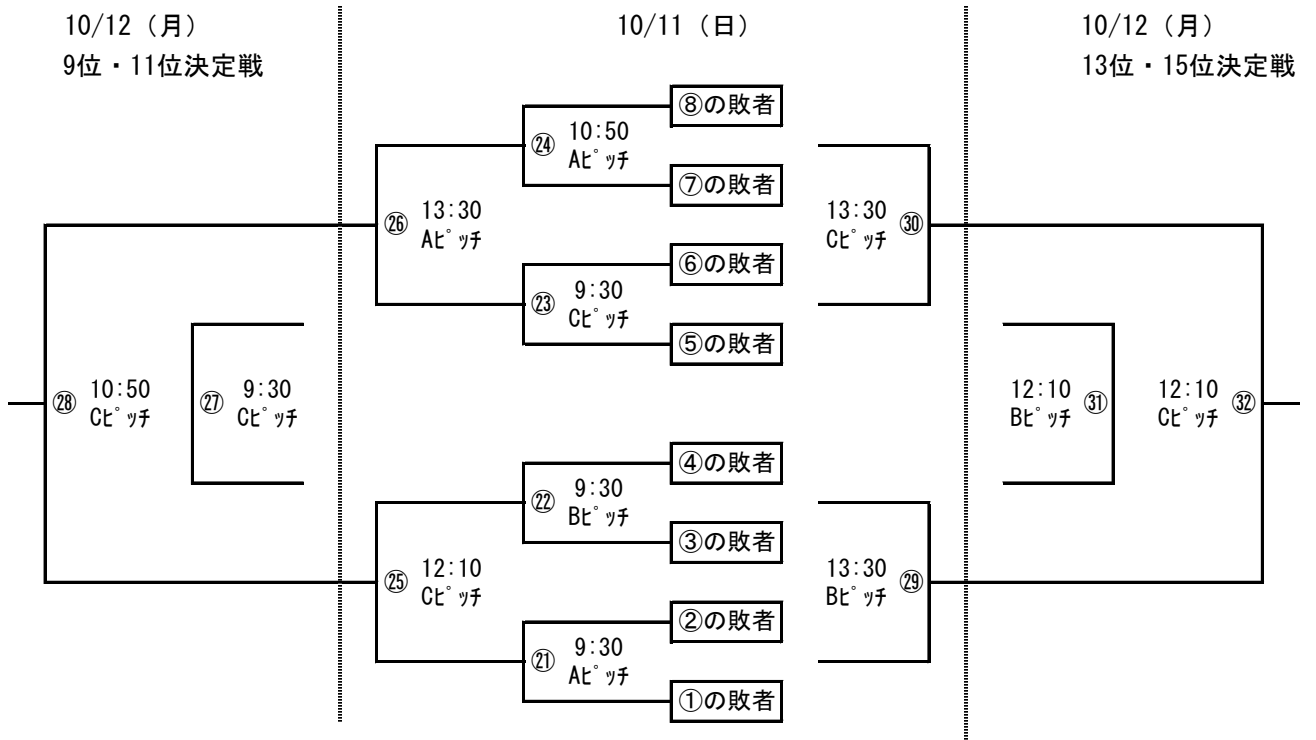 10/12（月）
9位・11位決定戦
10/11（日）
10/12（月）
13位・15位決定戦
⑧の敗者
㉔ 10:50
Aﾋﾟｯﾁ
⑦の敗者
㉖ 13:30
Aﾋﾟｯﾁ
13:30 ㉚
Cﾋﾟｯﾁ
⑥の敗者
㉓ 9:30
Cﾋﾟｯﾁ
⑤の敗者
㉘ 10:50
Cﾋﾟｯﾁ
㉗ 9:30
Cﾋﾟｯﾁ
12:10 ㉛
Bﾋﾟｯﾁ
12:10 ㉜
Cﾋﾟｯﾁ
④の敗者
㉒ 9:30
Bﾋﾟｯﾁ
③の敗者
㉕ 12:10
Cﾋﾟｯﾁ
13:30 ㉙
Bﾋﾟｯﾁ
②の敗者
㉑ 9:30
Aﾋﾟｯﾁ
①の敗者